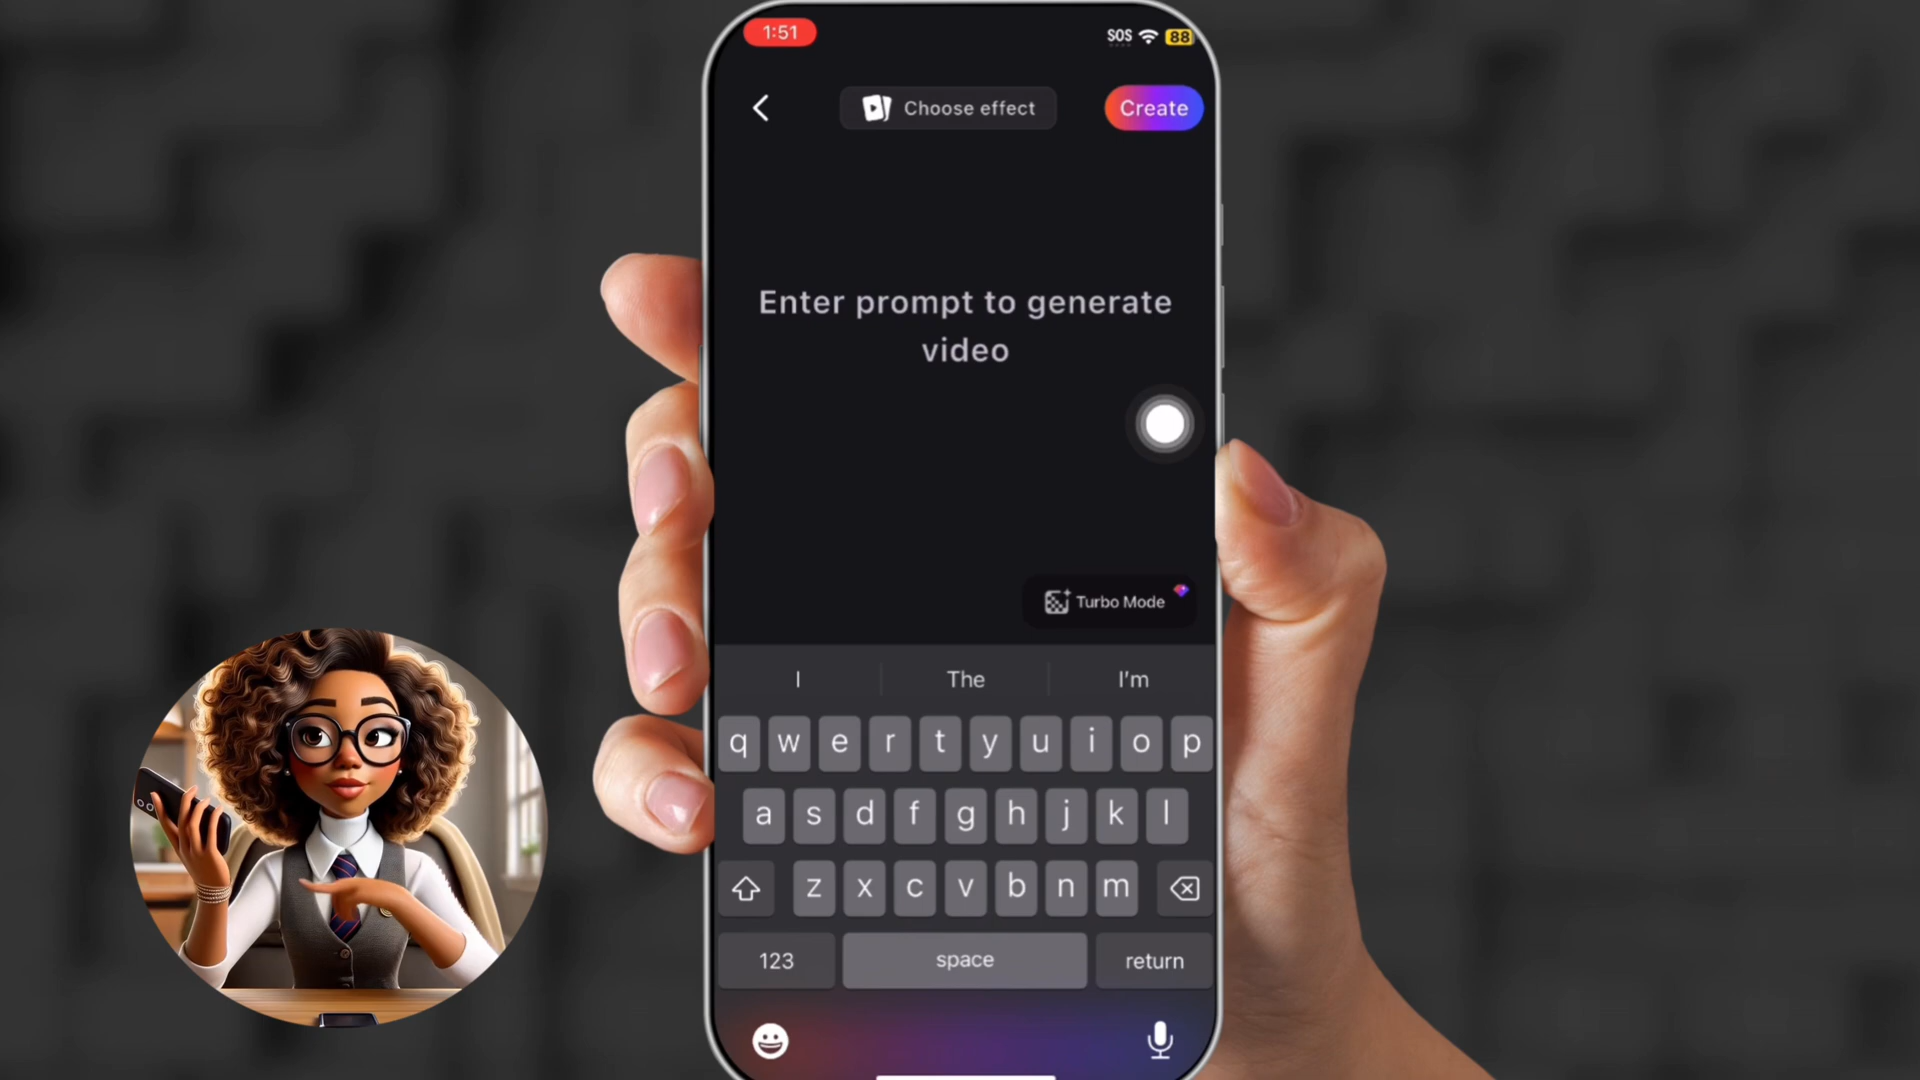 1:51
SOS
88
Choose effect
Create
Enter prompt to generate
video
Turbo Mode
I
The
I'm
q w e r t y u i o p
a s d f g h j k l
z x c v b n m
123
space
return